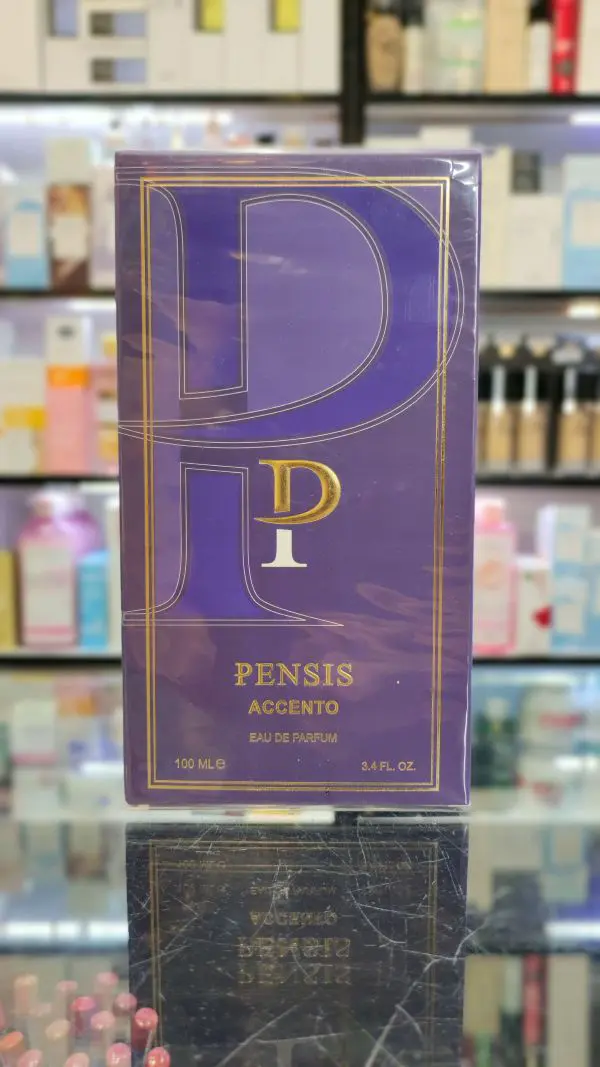 P
P
PENSIS
ACCENTO
EAU DE PARFUM
100 ML ℮
3.4 FL. OZ.